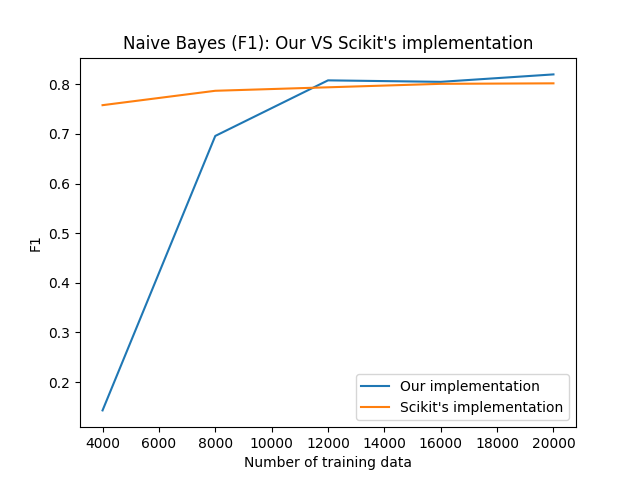 Naive Bayes (F1): Our VS Scikit's implementation
0.8
0.7
0.6
0.5
0.4
0.3
0.2
F1
4000 6000 8000 10000 12000 14000 16000 18000 20000
Number of training data
Our implementation
Scikit's implementation